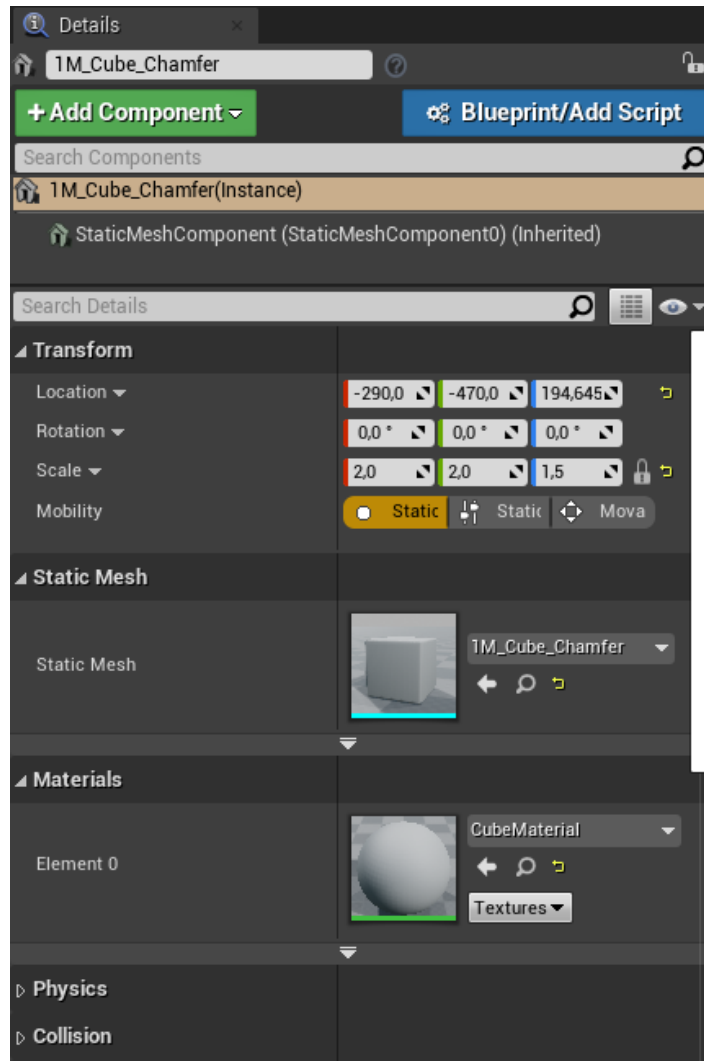 Details
1M_Cube_Chamfer
+Add Component Blueprint/Add Script
Search Components
1M_Cube_Chamfer(Instance)
StaticMeshComponent (StaticMeshComponent0) (Inherited)
Search Details
Transform
Location -290,0 -470,0 194,645
Rotation 0,0 ° 0,0 ° 0,0 °
Scale 2,0 2,0 1,5
Mobility Static Static Mova
Static Mesh
Static Mesh 1M_Cube_Chamfer
Materials
Element 0 CubeMaterial
Textures
Physics
Collision